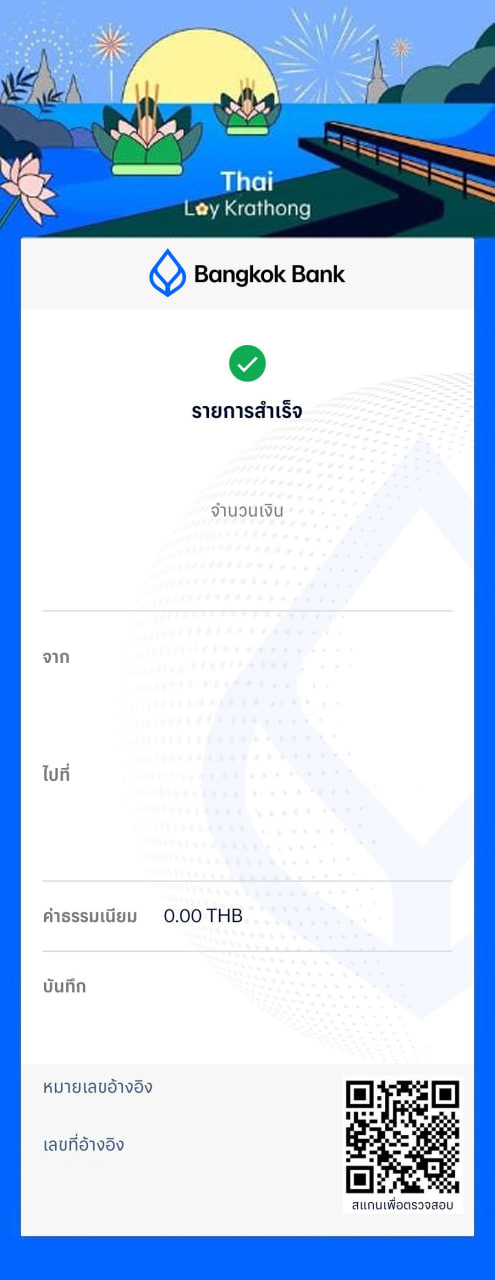 Thai
Loy Krathong
Bangkok Bank
รายการสำเร็จ
จำนวนเงิน
จาก
ไปที่
ค่าธรรมเนียม 0.00 THB
บันทึก
หมายเลขอ้างอิง
เลขที่อ้างอิง
สแกนเพื่อตรวจสอบ